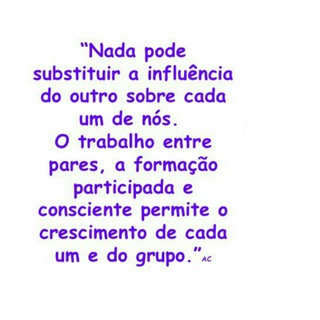 “Nada pode
substituir a influência
do outro sobre cada
um de nós.
O trabalho entre
pares, a formação
participada e
consciente permite o
crescimento de cada
um e do grupo.” AC